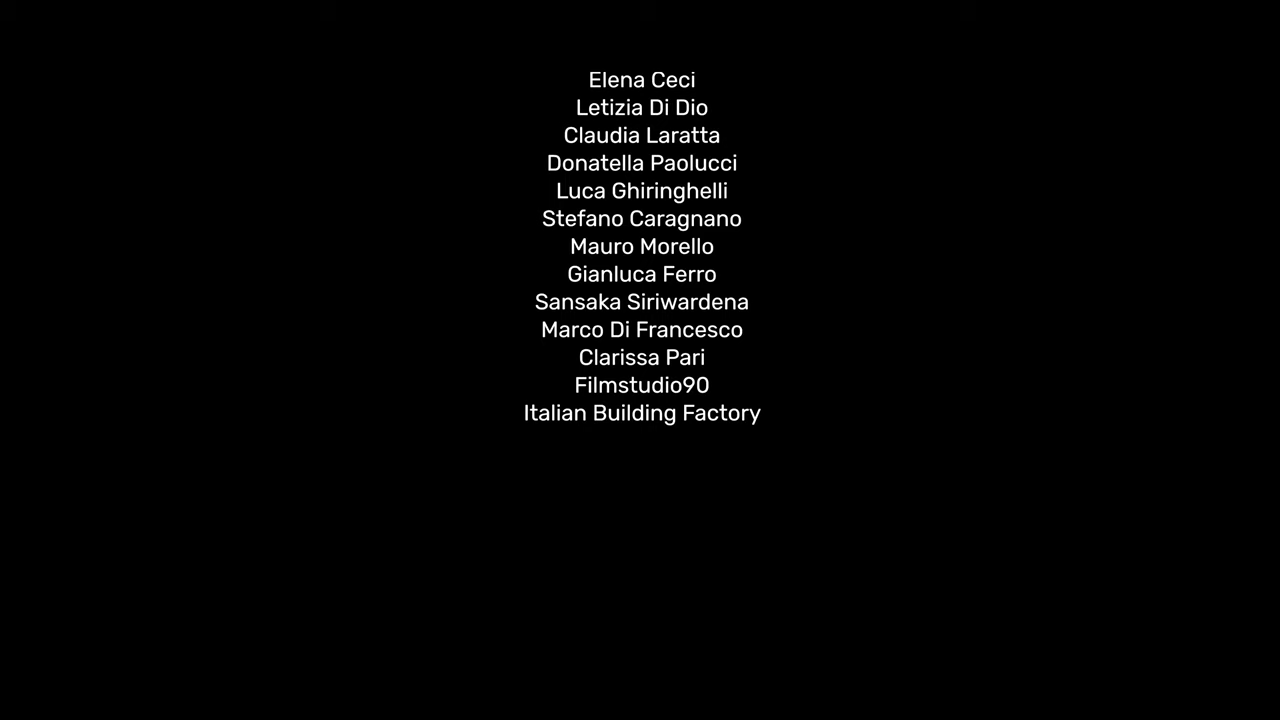 Elena Ceci
Letizia Di Dio
Claudia Laratta
Donatella Paolucci
Luca Ghiringhelli
Stefano Caragnano
Mauro Morello
Gianluca Ferro
Sansaka Siriwardena
Marco Di Francesco
Clarissa Pari
Filmstudio90
Italian Building Factory